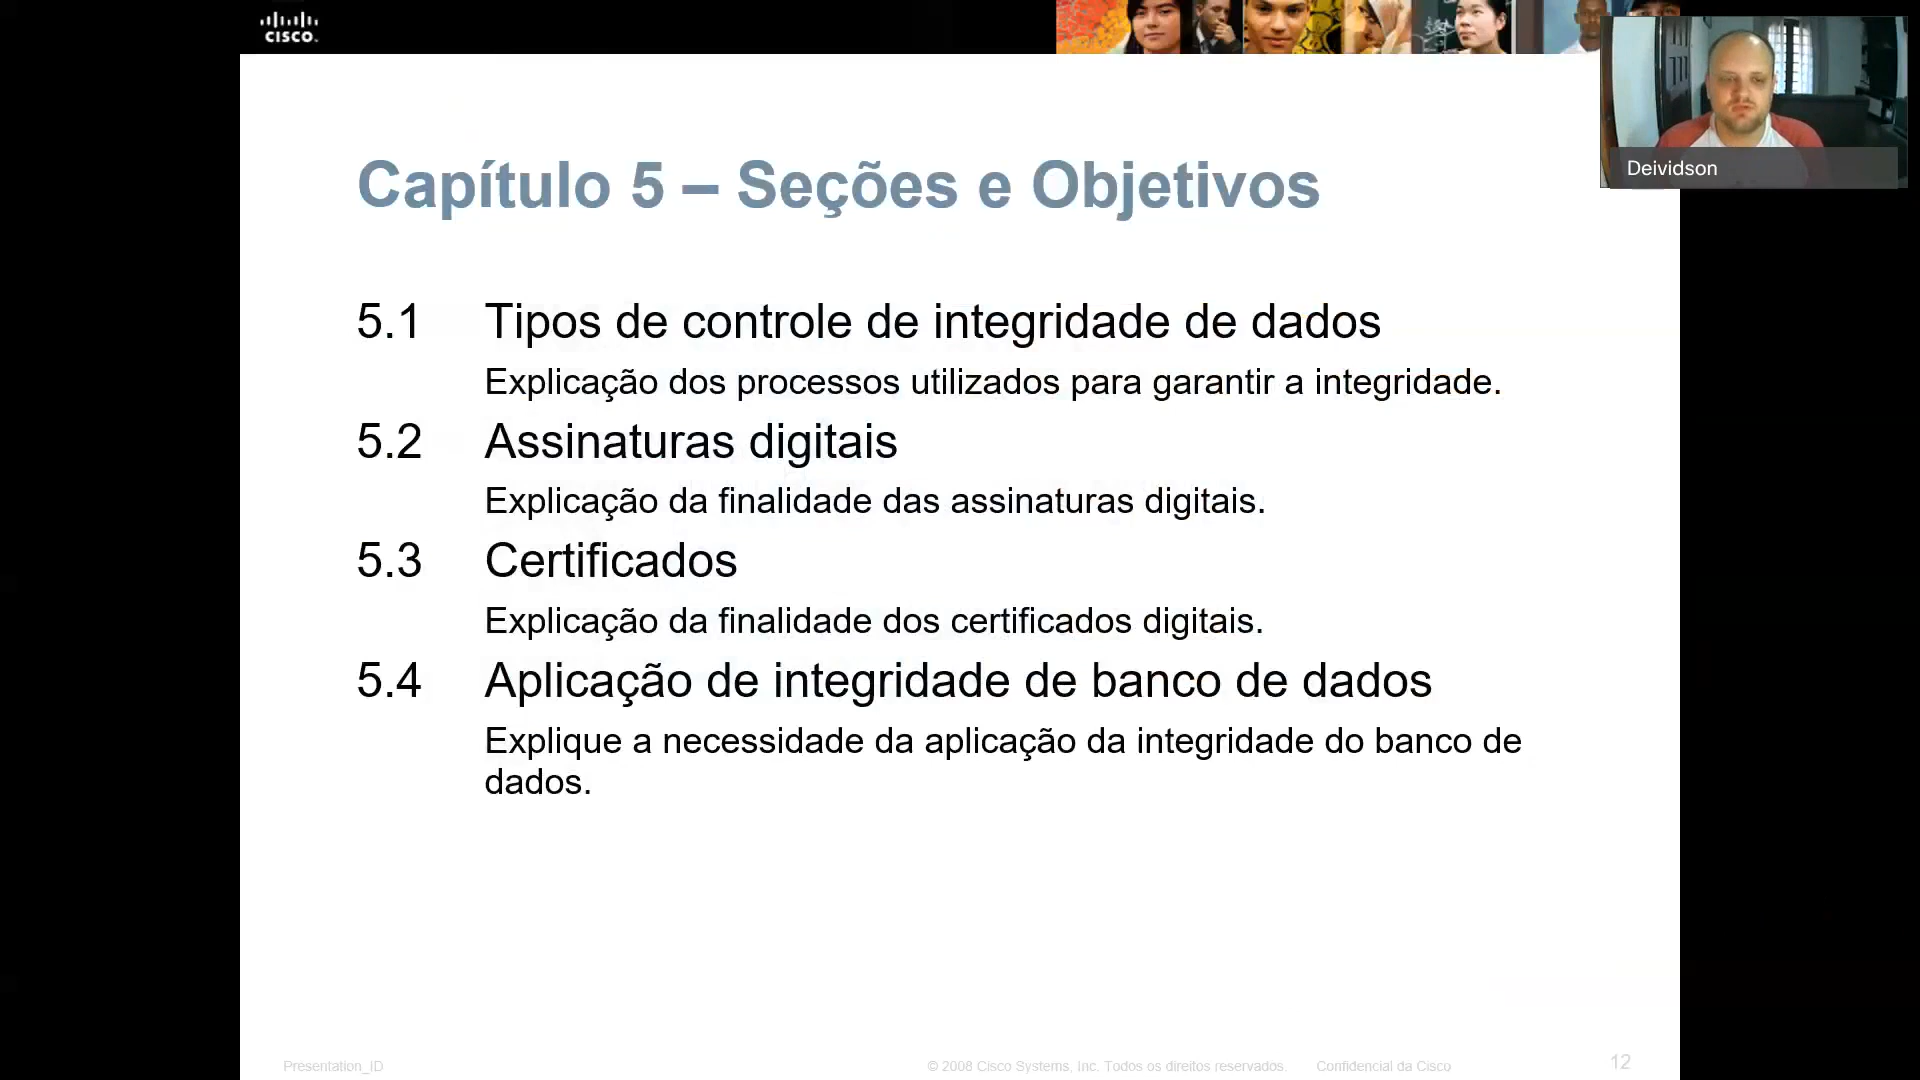 CISCO.
Deividson
Capítulo 5 – Seções e Objetivos
5.1 Tipos de controle de integridade de dados
Explicação dos processos utilizados para garantir a integridade.
5.2 Assinaturas digitais
Explicação da finalidade das assinaturas digitais.
5.3 Certificados
Explicação da finalidade dos certificados digitais.
5.4 Aplicação de integridade de banco de dados
Explique a necessidade da aplicação da integridade do banco de
dados.
Presentation_ID © 2008 Cisco Systems, Inc. Todos os direitos reservados. Confidencial da Cisco 12